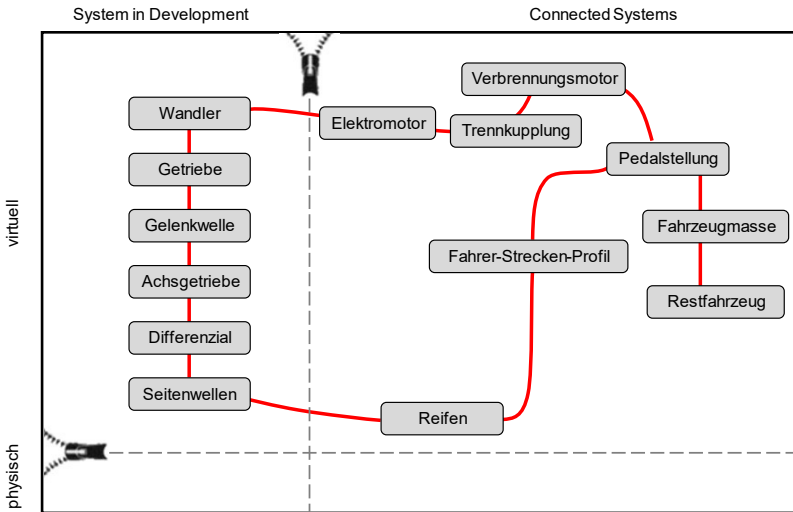 System in Development
Connected Systems
virtuell
physisch
Wandler
Getriebe
Gelenkwelle
Achsgetriebe
Differenzial
Seitenwellen
Elektromotor
Trennkupplung
Verbrennungsmotor
Pedalstellung
Fahrzeugmasse
Restfahrzeug
Fahrer-Strecken-Profil
Reifen